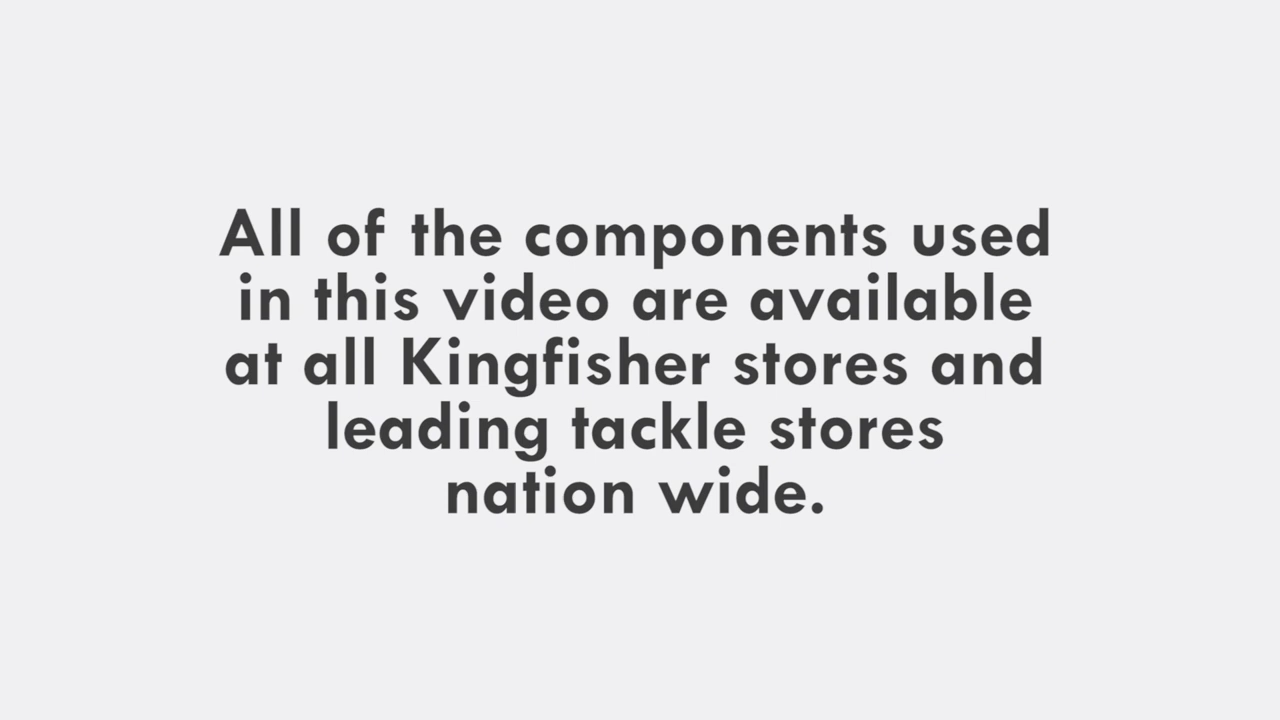 All of the components used
in this video are available
at all Kingfisher stores and
leading tackle stores
nation wide.